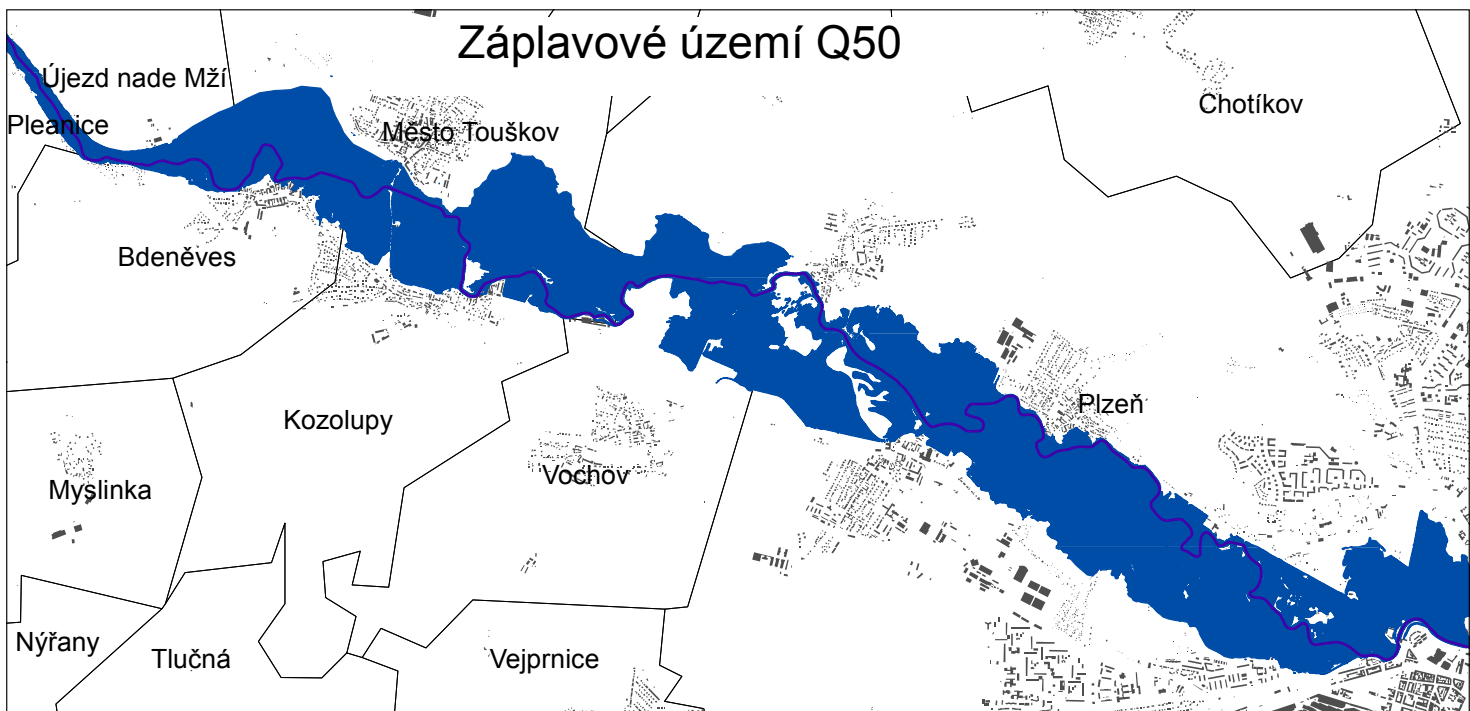 Záplavové území Q50
Újezd nade Mží
Chotíkov
Pleanice
Město Touškov
Bdeněves
Plzeň
Kozolupy
Vochov
Myslinka
Nýřany
Tlučná
Vejprnice